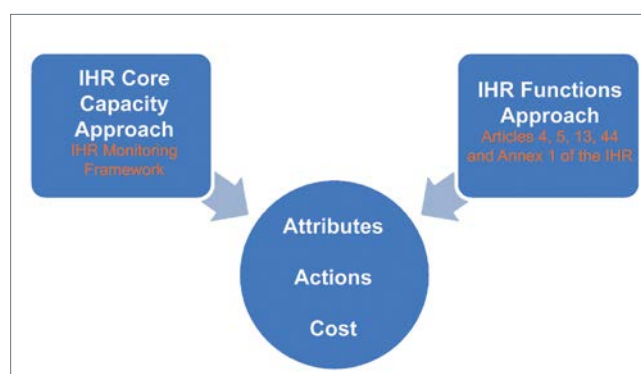 IHR Core
Capacity
Approach
IHR Monitoring
Framework
IHR Functions
Approach
Articles 4, 5, 13, 44
and Annex 1 of the IHR
Attributes
Actions
Cost